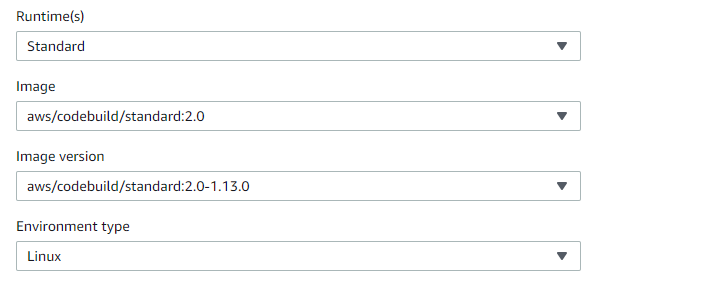 Runtime(s)
Standard
Image
aws/codebuild/standard:2.0
Image version
aws/codebuild/standard:2.0-1.13.0
Environment type
Linux